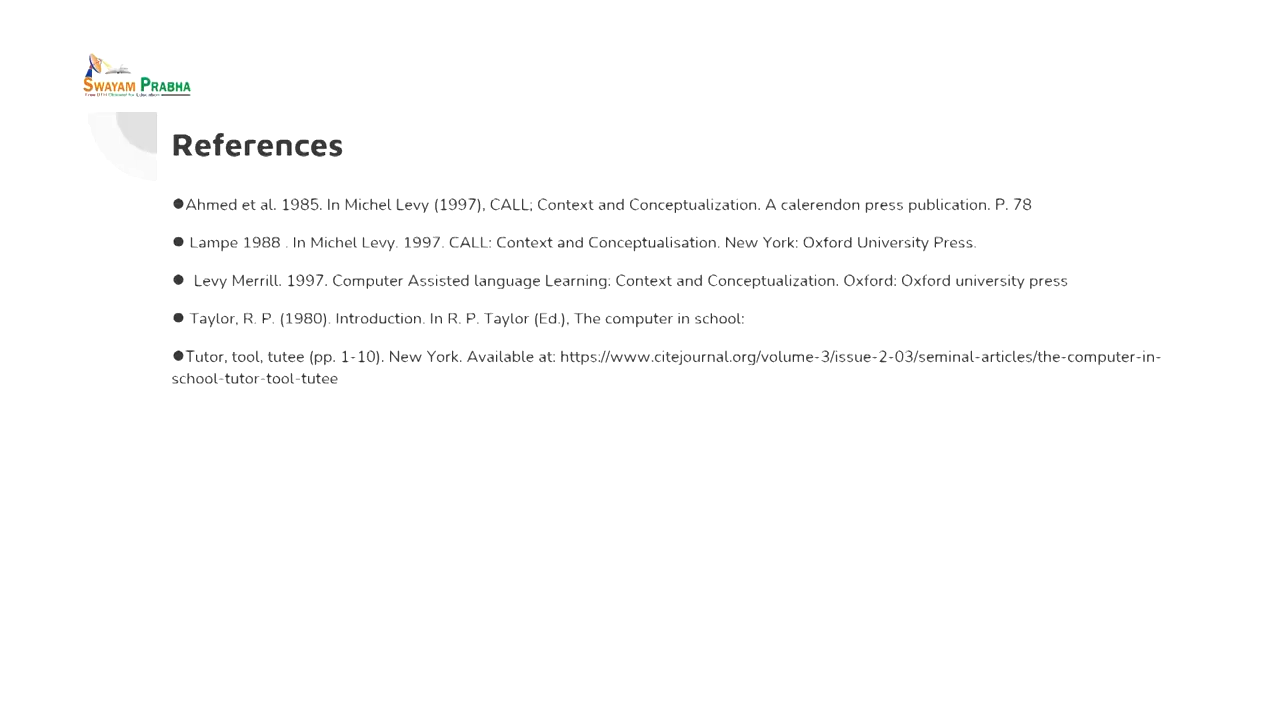 SWAYAM PRABHA
References
●Ahmed et al. 1985. In Michel Levy (1997), CALL; Context and Conceptualization. A calerendon press publication. P. 78
● Lampe 1988 . In Michel Levy. 1997. CALL: Context and Conceptualisation. New York: Oxford University Press.
● Levy Merrill. 1997. Computer Assisted language Learning: Context and Conceptualization. Oxford: Oxford university press
● Taylor, R. P. (1980). Introduction. In R. P. Taylor (Ed.), The computer in school:
●Tutor, tool, tutee (pp. 1-10). New York. Available at: https://www.citejournal.org/volume-3/issue-2-03/seminal-articles/the-computer-in-
school-tutor-tool-tutee